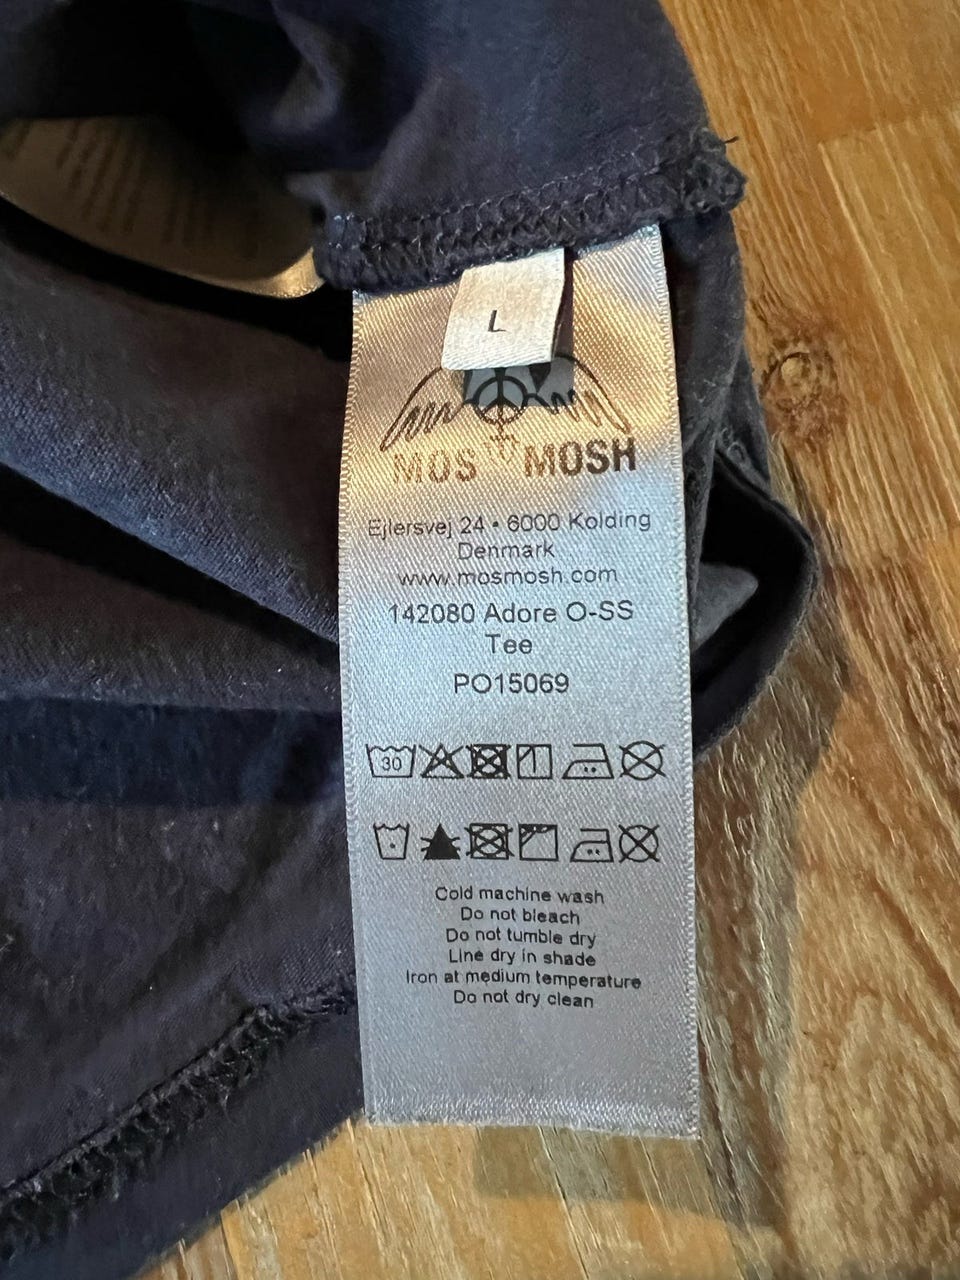 L
MOS MOSH
Ejlersvej 24 • 6000 Kolding
Denmark
www.mosmosh.com
142080 Adore O-SS
Tee
PO15069
30
Cold machine wash
Do not bleach
Do not tumble dry
Line dry in shade
Iron at medium temperature
Do not dry clean